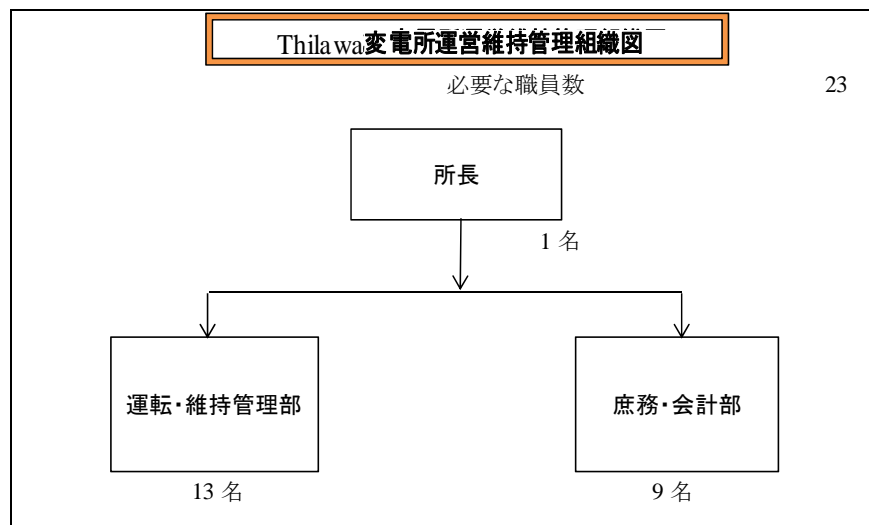 Thilawa変電所運営維持管理組織図
必要な職員数 23
所長
1 名
運転・維持管理部
庶務・会計部
13 名
9 名